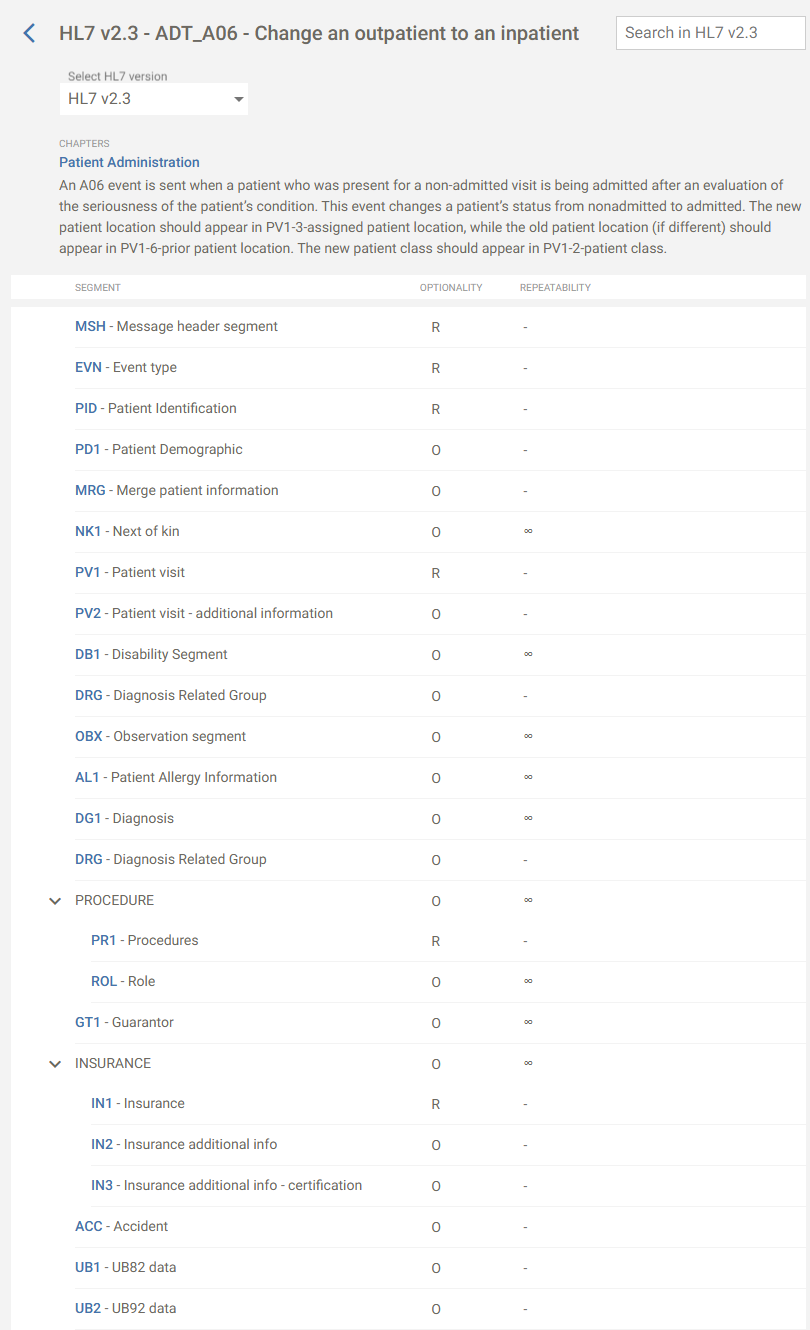 HL7 v2.3 - ADT_A06 - Change an outpatient to an inpatient
Search in HL7 v2.3
Select HL7 version
HL7 v2.3
CHAPTERS
Patient Administration
An A06 event is sent when a patient who was present for a non-admitted visit is being admitted after an evaluation of
the seriousness of the patient’s condition. This event changes a patient’s status from nonadmitted to admitted. The new
patient location should appear in PV1-3-assigned patient location, while the old patient location (if different) should
appear in PV1-6-prior patient location. The new patient class should appear in PV1-2-patient class.
SEGMENT OPTIONALITY REPEATABILITY
MSH - Message header segment R -
EVN - Event type R -
PID - Patient Identification R -
PD1 - Patient Demographic O -
MRG - Merge patient information O -
NK1 - Next of kin O ∞
PV1 - Patient visit R -
PV2 - Patient visit - additional information O -
DB1 - Disability Segment O ∞
DRG - Diagnosis Related Group O -
OBX - Observation segment O ∞
AL1 - Patient Allergy Information O ∞
DG1 - Diagnosis O ∞
DRG - Diagnosis Related Group O -
PROCEDURE O ∞
PR1 - Procedures R -
ROL - Role O ∞
GT1 - Guarantor O ∞
INSURANCE O ∞
IN1 - Insurance R -
IN2 - Insurance additional info O -
IN3 - Insurance additional info - certification O -
ACC - Accident O -
UB1 - UB82 data O -
UB2 - UB92 data O -